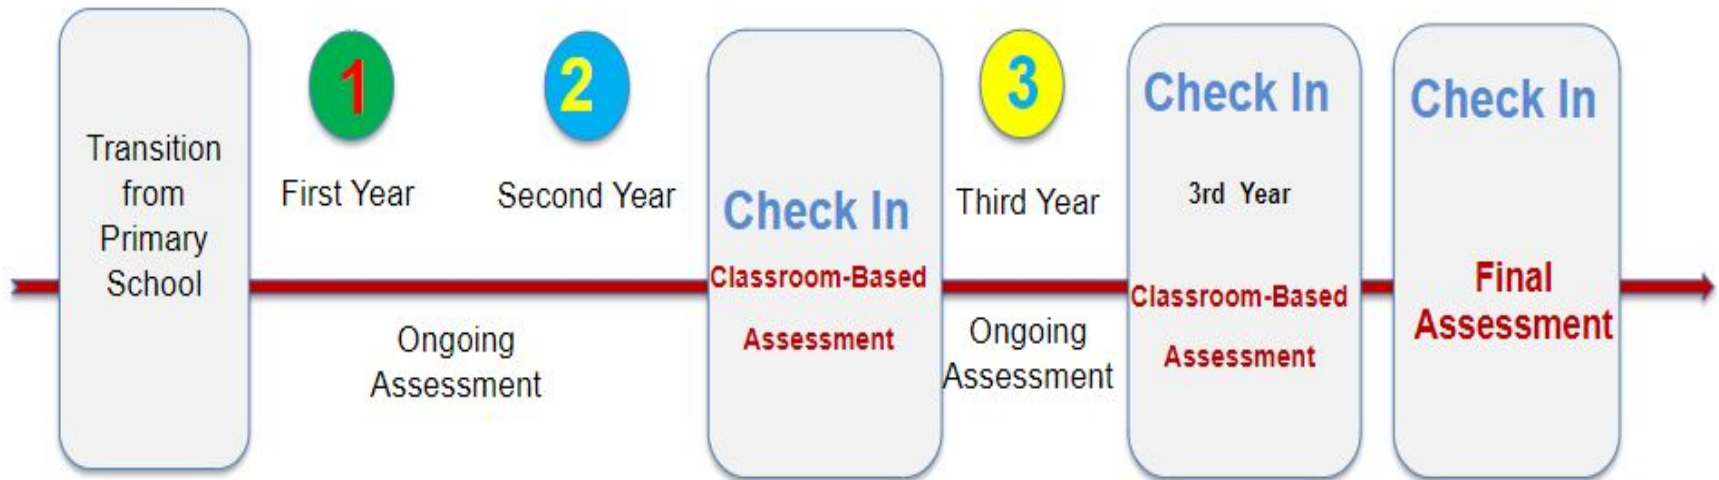 Transition
from
Primary
School
1
First Year
2
Second Year
Ongoing
Assessment
Check In
Classroom-Based
Assessment
3
Third Year
Ongoing
Assessment
Check In
3rd Year
Classroom-Based
Assessment
Check In
Final
Assessment